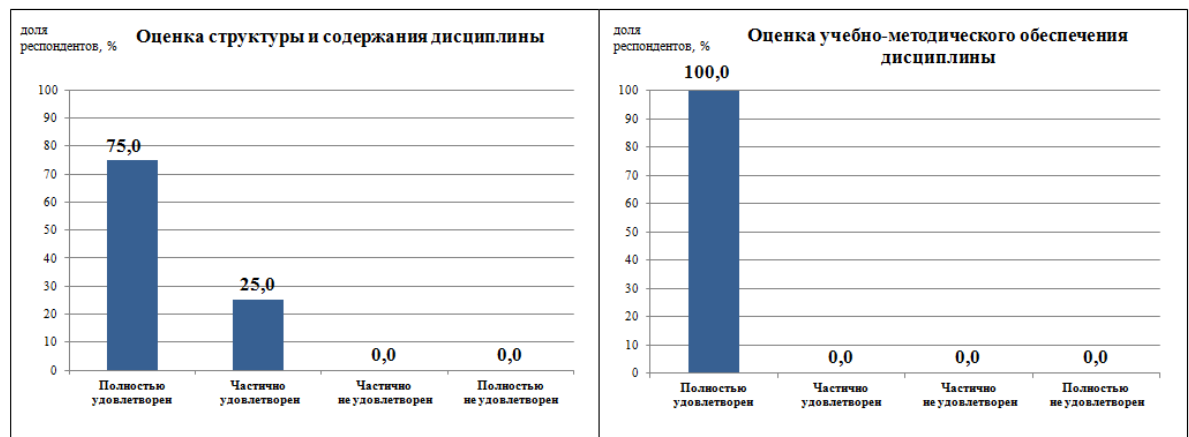 доля
респондентов, %
Оценка структуры и содержания дисциплины
100
90
80
70
60
50
40
30
20
10
0
75,0
25,0
0,0
0,0
Полностью
удовлетворен
Частично
удовлетворен
Частично
не удовлетворен
Полностью
не удовлетворен
доля
респондентов, %
Оценка учебно-методического обеспечения
дисциплины
100
90
80
70
60
50
40
30
20
10
0
100,0
0,0
0,0
0,0
Полностью
удовлетворен
Частично
удовлетворен
Частично
не удовлетворен
Полностью
не удовлетворен